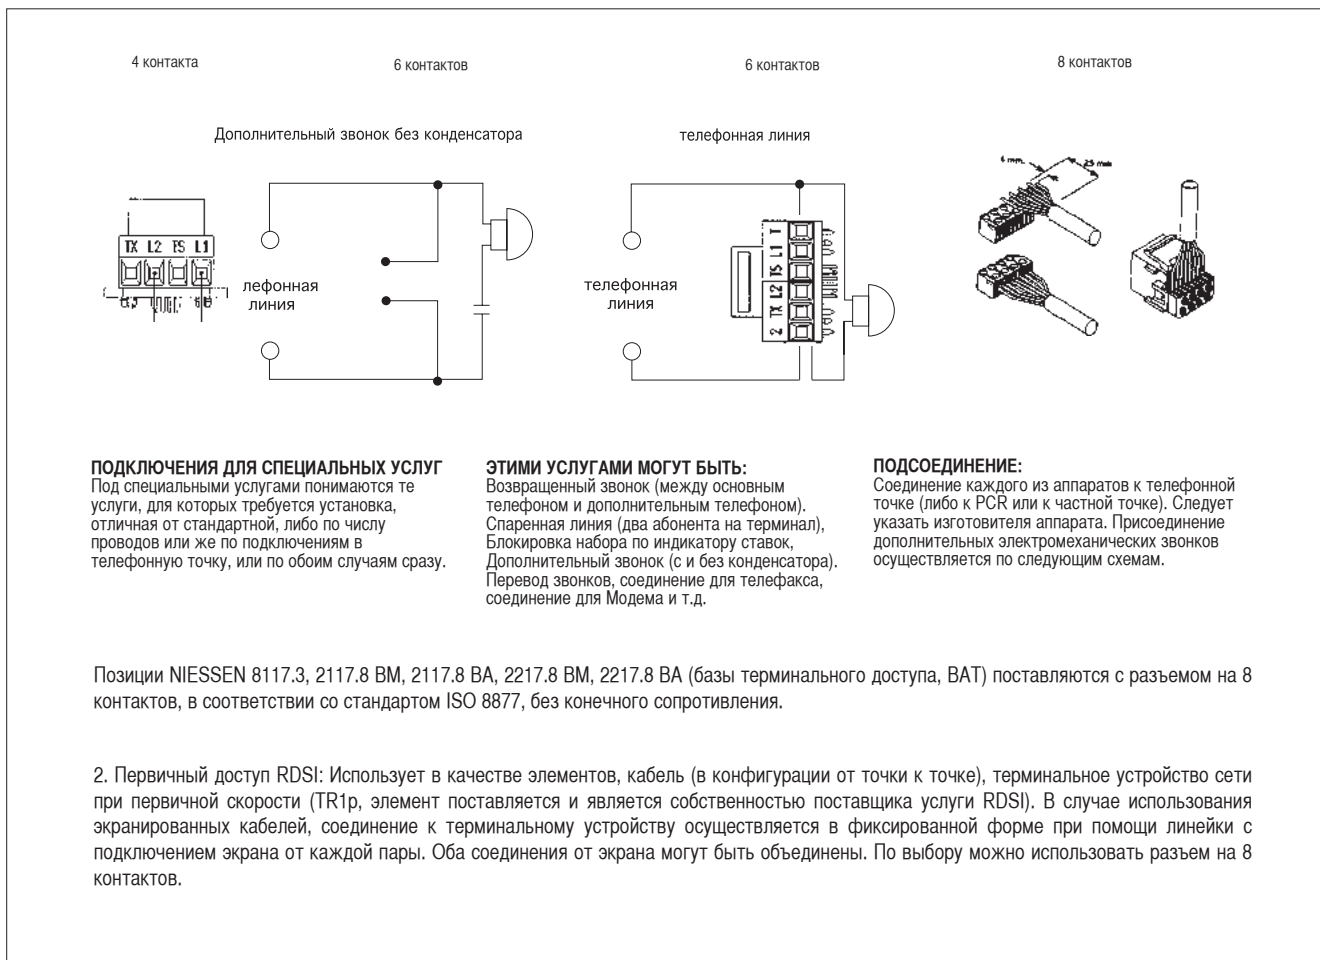 4 контакта
6 контактов
6 контактов
8 контактов
Дополнительный звонок без конденсатора
телефонная линия
4 mm.
TX L2 TS L1
лефонная
линия
телефонная
линия
T
L1
TS
L2
TX
2
ПОДКЛЮЧЕНИЯ ДЛЯ СПЕЦИАЛЬНЫХ УСЛУГ
Под специальными услугами понимаются те
услуги, для которых требуется установка,
отличная от стандартной, либо по числу
проводов или же по подключениям в
телефонную точку, или по обоим случаям сразу.
ЭТИМИ УСЛУГАМИ МОГУТ БЫТЬ:
Возвращенный звонок (между основным
телефоном и дополнительным телефоном).
Спаренная линия (два абонента на терминал),
Блокировка набора по индикатору ставок,
Дополнительный звонок (с и без конденсатора).
Перевод звонков, соединение для телефакса,
соединение для Модема и т.д.
ПОДСОЕДИНЕНИЕ:
Соединение каждого из аппаратов к телефонной
точке (либо к PCR или к частной точке). Следует
указать изготовителя аппарата. Присоединение
дополнительных электромеханических звонков
осуществляется по следующим схемам.
Позиции NIESSEN 8117.3, 2117.8 BM, 2117.8 BA, 2217.8 BM, 2217.8 BA (базы терминального доступа, BAT) поставляются с разъемом на 8
контактов, в соответствии со стандартом ISO 8877, без конечного сопротивления.
2. Первичный доступ RDSI: Использует в качестве элементов, кабель (в конфигурации от точки к точке), терминальное устройство сети
при первичной скорости (TR1p, элемент поставляется и является собственностью поставщика услуги RDSI). В случае использования
экранированных кабелей, соединение к терминальному устройству осуществляется в фиксированной форме при помощи линейки с
подключением экрана от каждой пары. Оба соединения от экрана могут быть объединены. По выбору можно использовать разъем на 8
контактов.